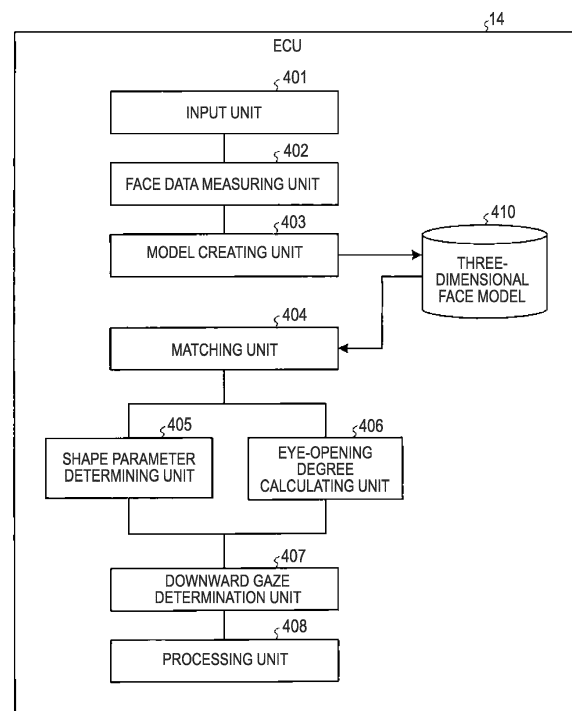 14
ECU
401
INPUT UNIT
402
FACE DATA MEASURING UNIT
403
MODEL CREATING UNIT
410
THREE-
DIMENSIONAL
FACE MODEL
404
MATCHING UNIT
405
SHAPE PARAMETER
DETERMINING UNIT
406
EYE-OPENING
DEGREE
CALCULATING UNIT
407
DOWNWARD GAZE
DETERMINATION UNIT
408
PROCESSING UNIT